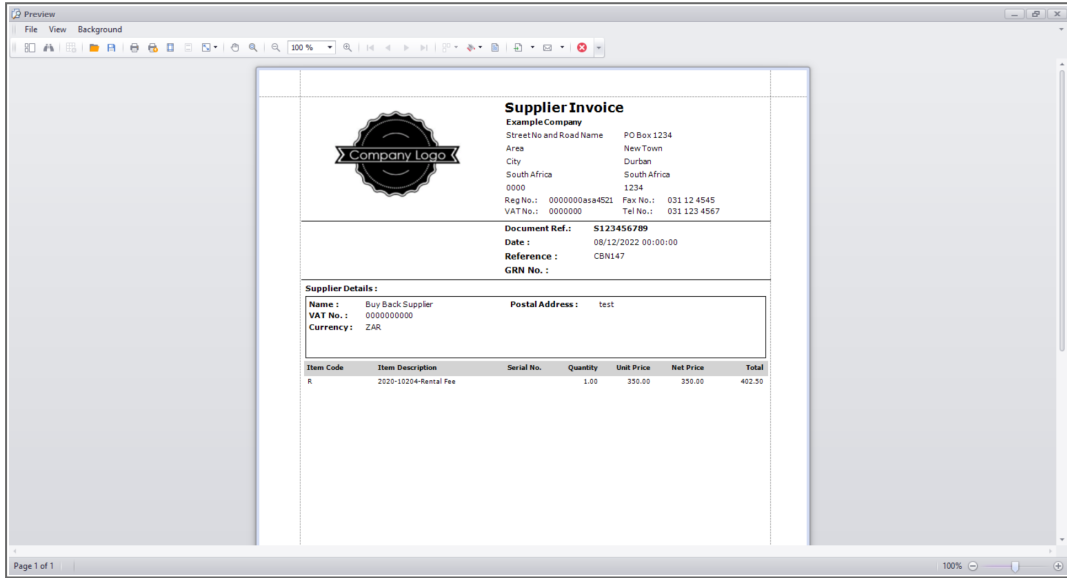 Preview
File View Background
100 %
Supplier Invoice
Example Company
Company Logo
Street No and Road Name PO Box 1234
Area New Town
City Durban
South Africa South Africa
0000 1234
Reg No.: 0000000asa4521 Fax No.: 031 12 4545
VAT No.: 0000000 Tel No.: 031 123 4567
Document Ref.: S123456789
Date : 08/12/2022 00:00:00
Reference : CBN147
GRN No. :
Supplier Details :
Name : Buy Back Supplier Postal Address : test
VAT No. : 0000000000
Currency : ZAR
Item Code Item Description Serial No. Quantity Unit Price Net Price Total
R 2020-10204-Rental Fee 1.00 350.00 350.00 402.50
Page 1 of 1 100%